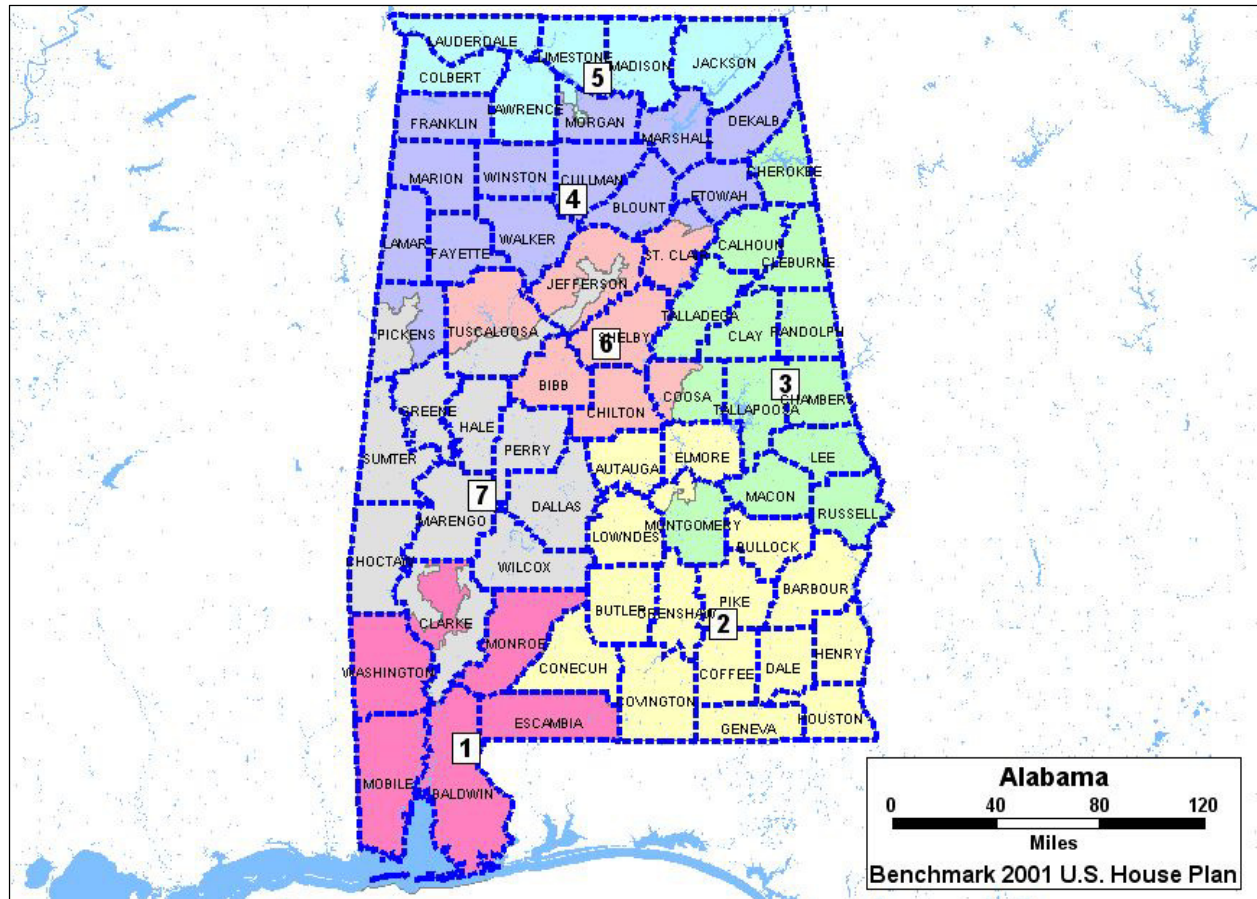 LAUDERDALE
LIMESTONE
MADISON
JACKSON
COLBERT
5
LAWRENCE
FRANKLIN
MORGAN
DEKALB
MARSHALL
CHEROKEE
MARION
WINSTON
CULLMAN
4
ETOWAH
BLOUNT
LAMAR
FAYETTE
WALKER
CALHOUN
ST. CLAIR
CLEBURNE
JEFFERSON
TALLADEGA
PICKENS
TUSCALOOSA
SHELBY
6
CLAY
RANDOLPH
BIBB
3
COOSA
CHAMBERS
GREENE
CHILTON
TALLAPOOSA
HALE
PERRY
SUMTER
AUTAUGA
ELMORE
LEE
7
MACON
DALLAS
MARENGO
MONTGOMERY
RUSSELL
LOWNDES
BULLOCK
CHOCTAW
WILCOX
BARBOUR
PIKE
BUTLER
CRENSHAW
2
CLARKE
MONROE
HENRY
WASHINGTON
CONECUH
COFFEE
DALE
COVINGTON
ESCAMBIA
HOUSTON
GENEVA
1
MOBILE
BALDWIN
Alabama
0 40 80 120
Miles
Benchmark 2001 U.S. House Plan